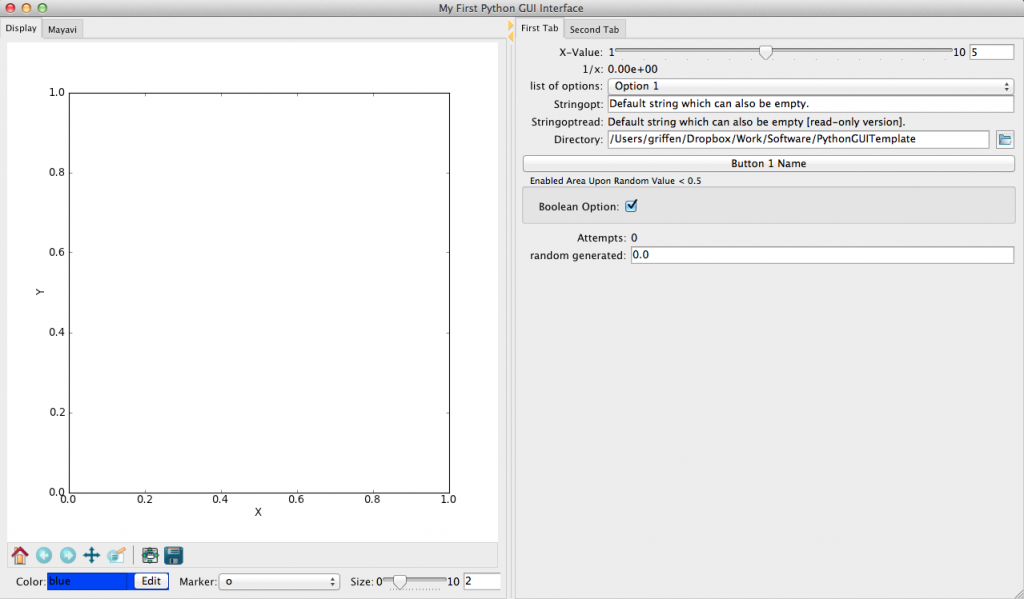 My First Python GUI Interface
Display Mayavi
1.0
0.8
0.6
Y
0.4
0.2
0.0
0.0 0.2 0.4 0.6 0.8 1.0
X
Color: blue Edit Marker: o Size: 0 10 2
First Tab Second Tab
X-Value: 1 10 5
1/x: 0.00e+00
list of options: Option 1
Stringopt: Default string which can also be empty.
Stringoptread: Default string which can also be empty [read-only version].
Directory: /Users/griffen/Dropbox/Work/Software/PythonGUITemplate
Button 1 Name
Enabled Area Upon Random Value < 0.5
Boolean Option:
Attempts: 0
random generated: 0.0